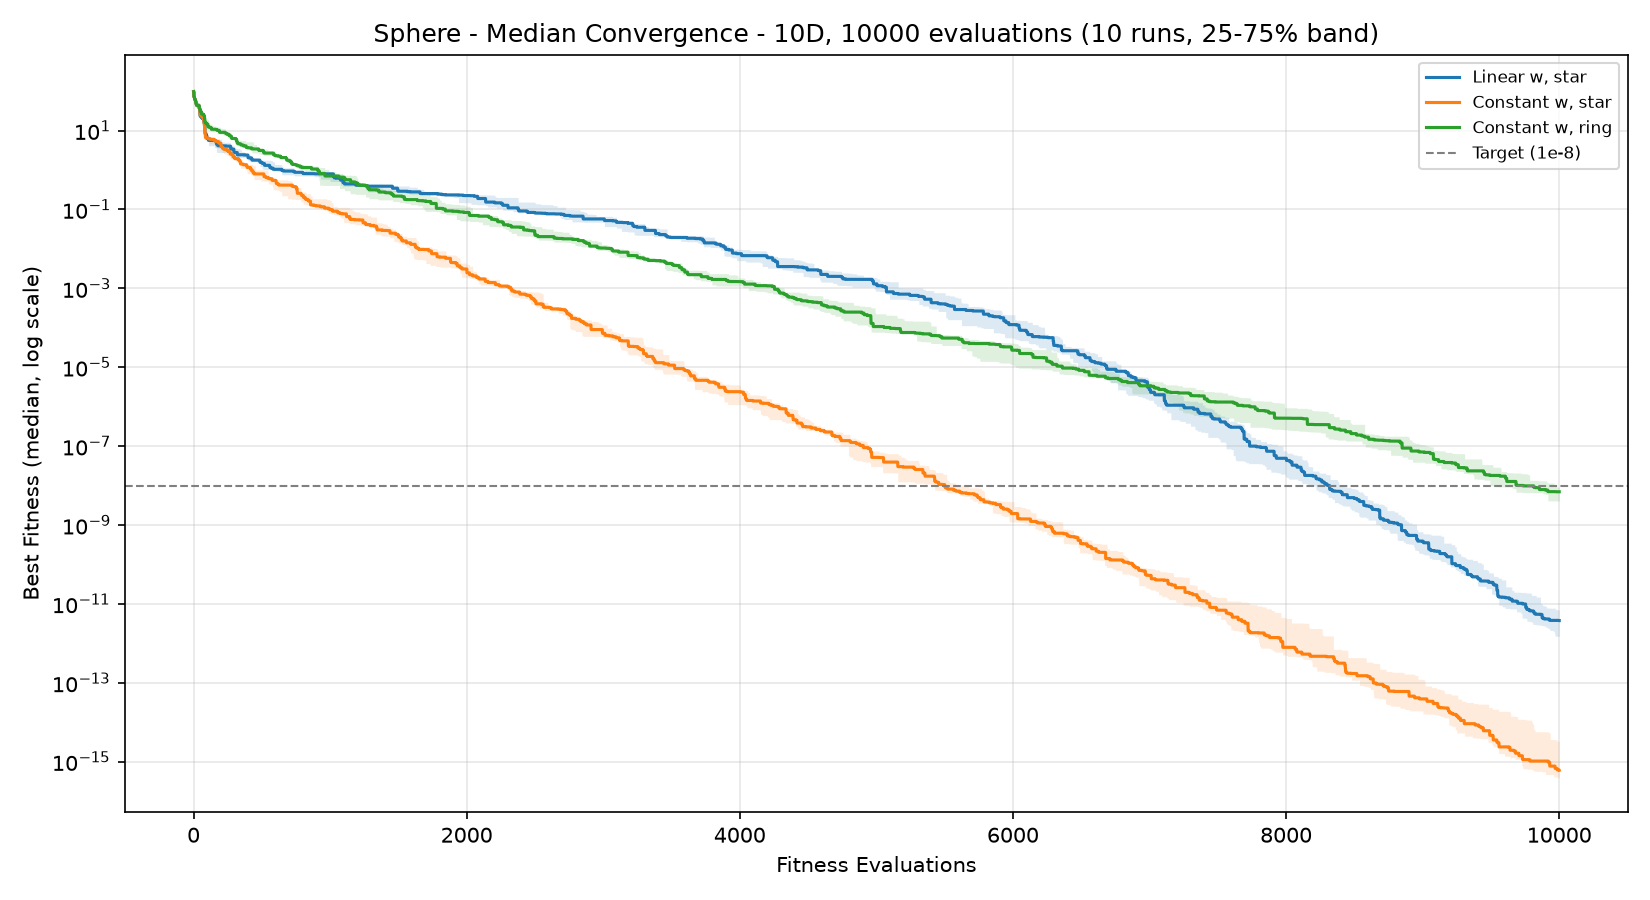 Sphere - Median Convergence - 10D, 10000 evaluations (10 runs, 25-75% band)
Linear w, star
Constant w, star
Constant w, ring
Target (1e-8)
Best Fitness (median, log scale)
10¹
10⁻¹
10⁻³
10⁻⁵
10⁻⁷
10⁻⁹
10⁻¹¹
10⁻¹³
10⁻¹⁵
0 2000 4000 6000 8000 10000
Fitness Evaluations